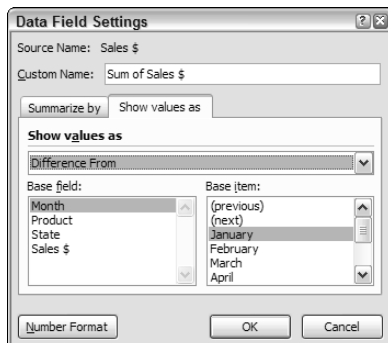 Data Field Settings
Source Name: Sales $
Custom Name: Sum of Sales $
Summarize by Show values as
Show values as
Difference From
Base field: Base item:
Month (previous)
Product (next)
State January
Sales $ February
March
April
Number Format OK Cancel